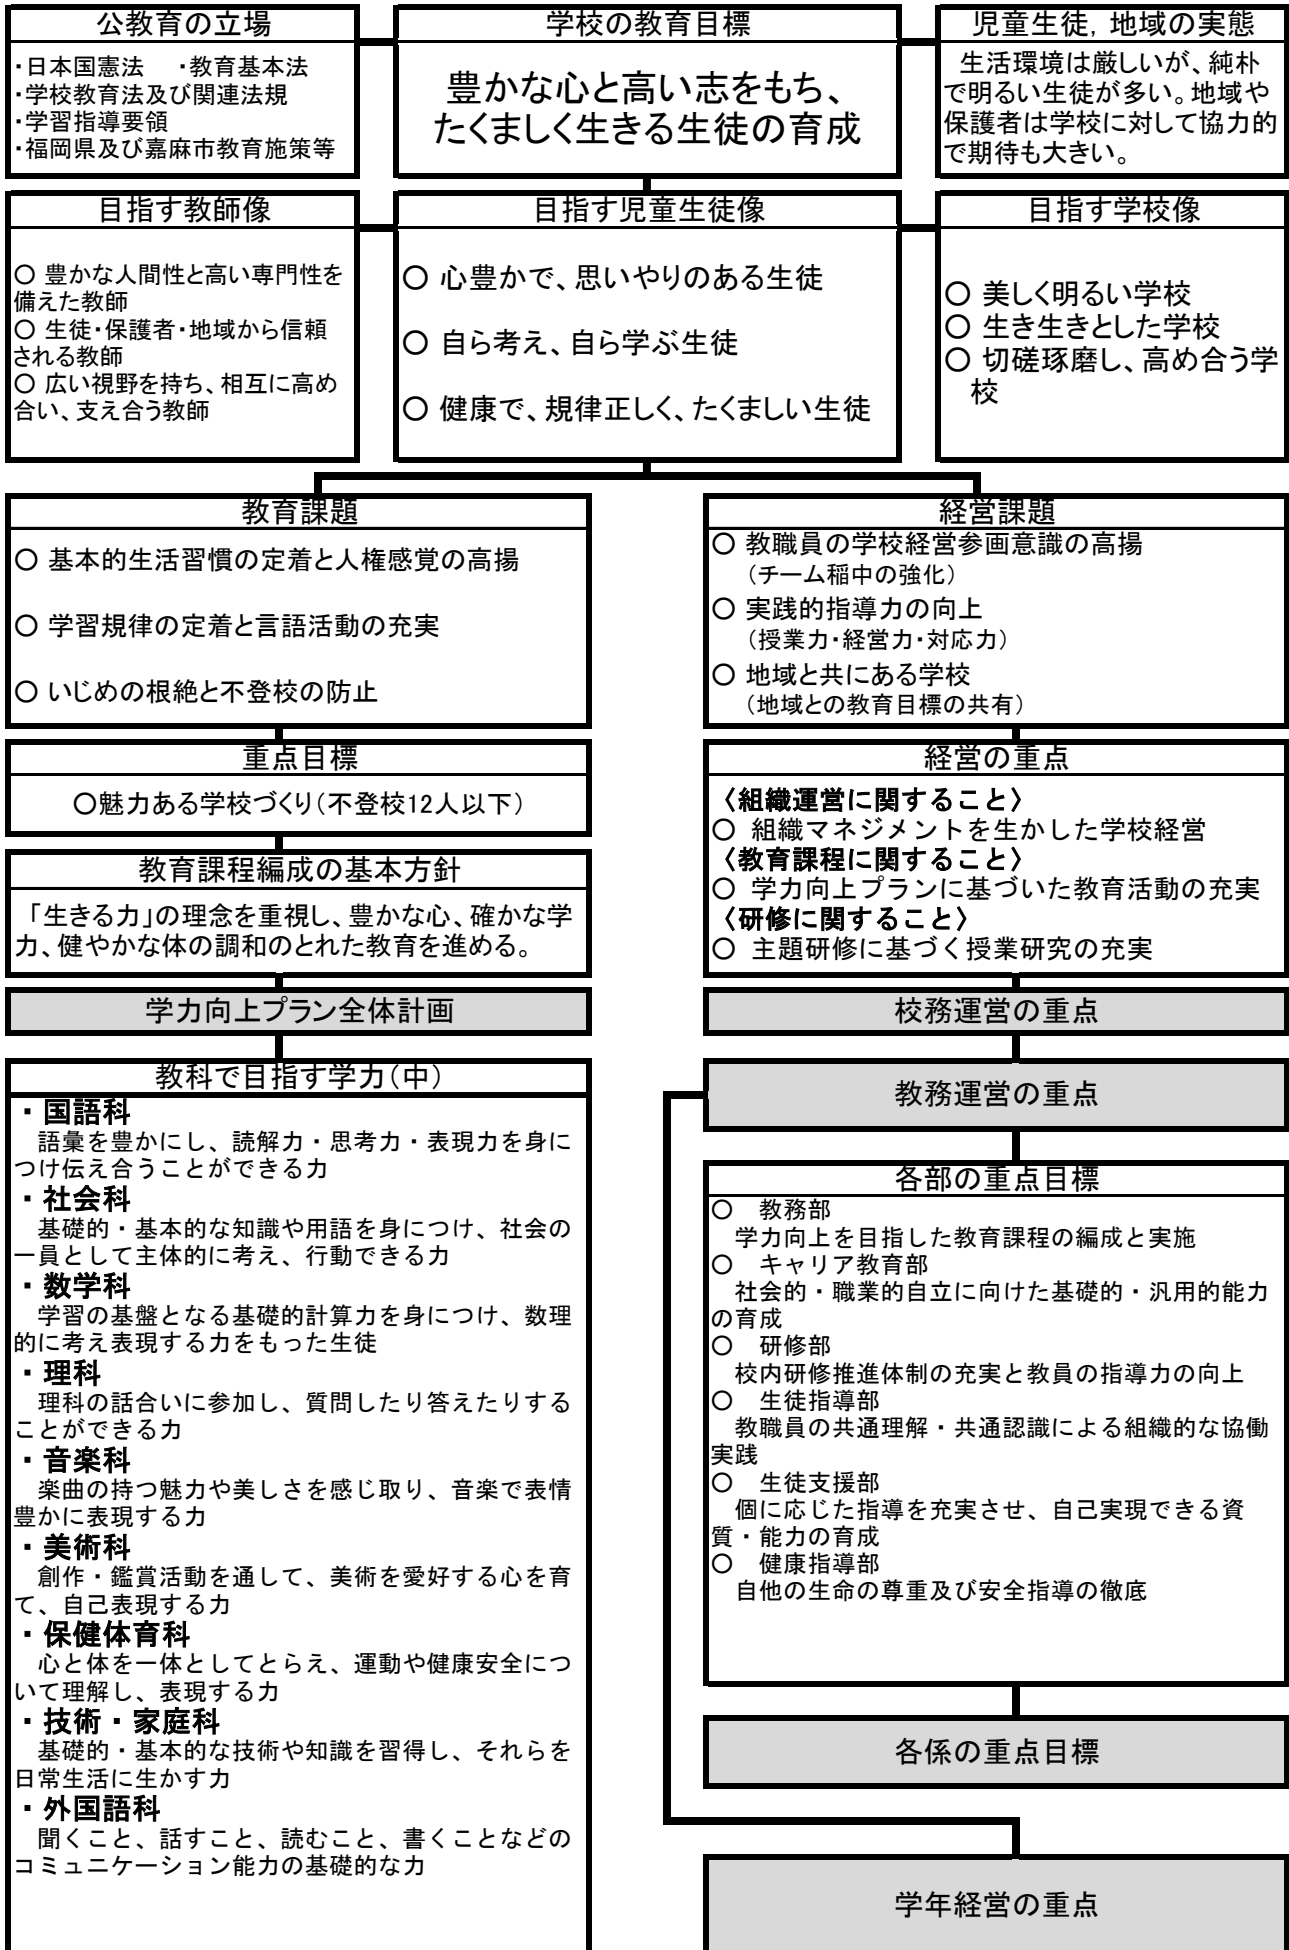 公教育の立場
・日本国憲法　・教育基本法
・学校教育法及び関連法規
・学習指導要領
・福岡県及び嘉麻市教育施策等
学校の教育目標
豊かな心と高い志をもち、
たくましく生きる生徒の育成
児童生徒，地域の実態
生活環境は厳しいが、純朴
で明るい生徒が多い。地域や
保護者は学校に対して協力的
で期待も大きい。
目指す教師像
○ 豊かな人間性と高い専門性を
備えた教師
○ 生徒・保護者・地域から信頼
される教師
○ 広い視野を持ち、相互に高め
合い、支え合う教師
目指す児童生徒像
○ 心豊かで、思いやりのある生徒
○ 自ら考え、自ら学ぶ生徒
○ 健康で、規律正しく、たくましい生徒
目指す学校像
○ 美しく明るい学校
○ 生き生きとした学校
○ 切磋琢磨し、高め合う学
校
教育課題
○ 基本的生活習慣の定着と人権感覚の高揚
○ 学習規律の定着と言語活動の充実
○ いじめの根絶と不登校の防止
重点目標
○魅力ある学校づくり（不登校12人以下）
教育課程編成の基本方針
「生きる力」の理念を重視し、豊かな心、確かな学
力、健やかな体の調和のとれた教育を進める。
学力向上プラン全体計画
教科で目指す学力（中）
・国語科
語彙を豊かにし、読解力・思考力・表現力を身に
つけ伝え合うことができる力
・社会科
基礎的・基本的な知識や用語を身につけ、社会の
一員として主体的に考え、行動できる力
・数学科
学習の基盤となる基礎的計算力を身につけ、数理
的に考え表現する力をもった生徒
・理科
理科の話合いに参加し、質問したり答えたりする
ことができる力
・音楽科
楽曲の持つ魅力や美しさを感じ取り、音楽で表情
豊かに表現する力
・美術科
創作・鑑賞活動を通して、美術を愛好する心を育
て、自己表現する力
・保健体育科
心と体を一体としてとらえ、運動や健康安全につ
いて理解し、表現する力
・技術・家庭科
基礎的・基本的な技術や知識を習得し、それらを
日常生活に生かす力
・外国語科
聞くこと、話すこと、読むこと、書くことなどの
コミュニケーション能力の基礎的な力
経営課題
○ 教職員の学校経営参画意識の高揚
（チーム稲中の強化）
○ 実践的指導力の向上
（授業力・経営力・対応力）
○ 地域と共にある学校
（地域との教育目標の共有）
経営の重点
〈組織運営に関すること〉
○ 組織マネジメントを生かした学校経営
〈教育課程に関すること〉
○ 学力向上プランに基づいた教育活動の充実
〈研修に関すること〉
○ 主題研修に基づく授業研究の充実
校務運営の重点
教務運営の重点
各部の重点目標
○　教務部
学力向上を目指した教育課程の編成と実施
○　キャリア教育部
社会的・職業的自立に向けた基礎的・汎用的能力
の育成
○　研修部
校内研修推進体制の充実と教員の指導力の向上
○　生徒指導部
教職員の共通理解・共通認識による組織的な協働
実践
○　生徒支援部
個に応じた指導を充実させ、自己実現できる資
質・能力の育成
○　健康指導部
自他の生命の尊重及び安全指導の徹底
各係の重点目標
学年経営の重点